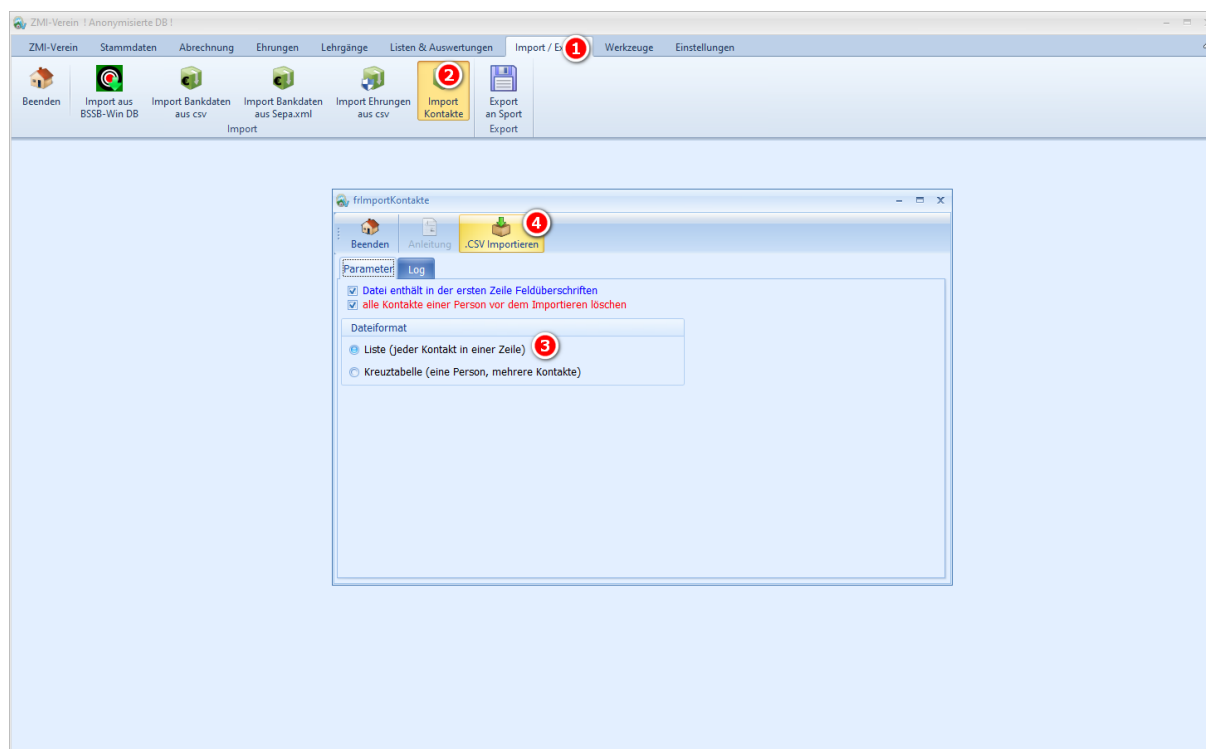 ZMI-Verein ! Anonymisierte DB !
ZMI-Verein Stammdaten Abrechnung Ehrungen Lehrgänge Listen & Auswertungen Import / Ex 1 Werkzeuge Einstellungen
2
Beenden Import aus Import Bankdaten Import Bankdaten Import Ehrungen Import Export
BSSB-Win DB aus csv aus Sepa.xml aus csv Kontakte an Sport
Import Export
frImportKontakte
4
Beenden Anleitung .CSV Importieren
Parameter Log
Datei enthält in der ersten Zeile Feldüberschriften
alle Kontakte einer Person vor dem Importieren löschen
Dateiformat
Liste (jeder Kontakt in einer Zeile) 3
Kreuztabelle (eine Person, mehrere Kontakte)